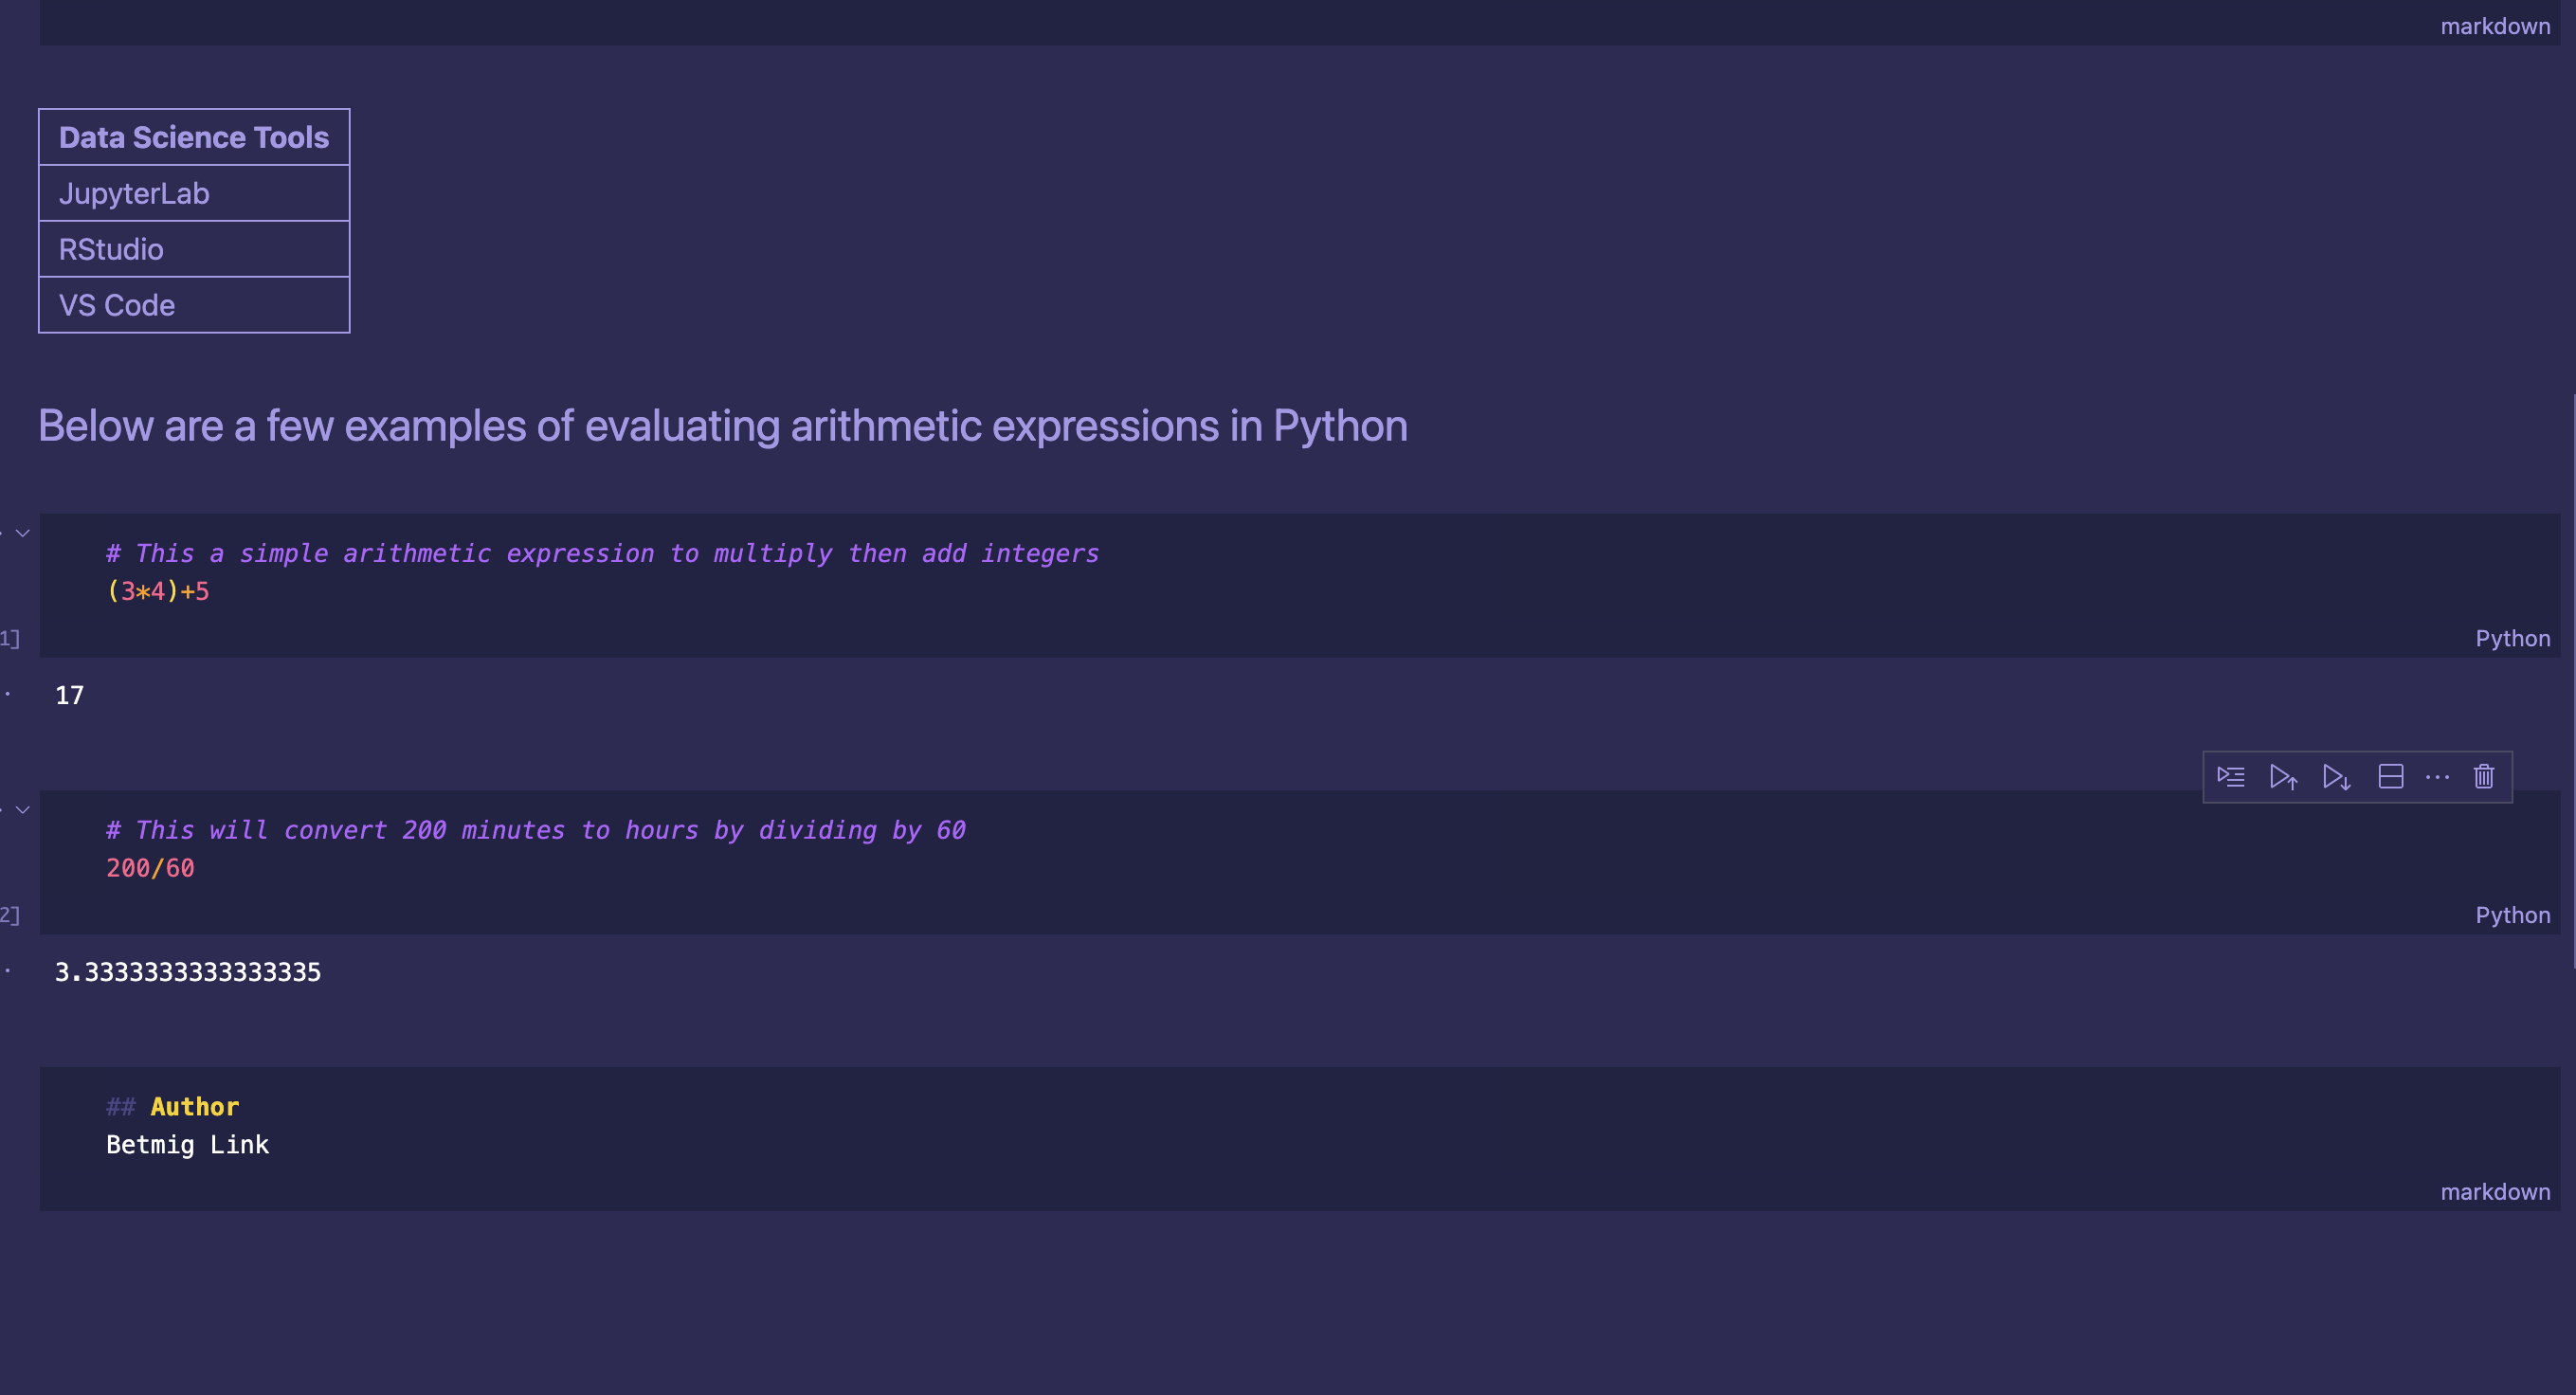 markdown
Data Science Tools
JupyterLab
RStudio
VS Code
Below are a few examples of evaluating arithmetic expressions in Python
# This a simple arithmetic expression to multiply then add integers
(3*4)+5
1]
Python
17
# This will convert 200 minutes to hours by dividing by 60
200/60
2]
Python
3.3333333333333335
## Author
Betmig Link
markdown